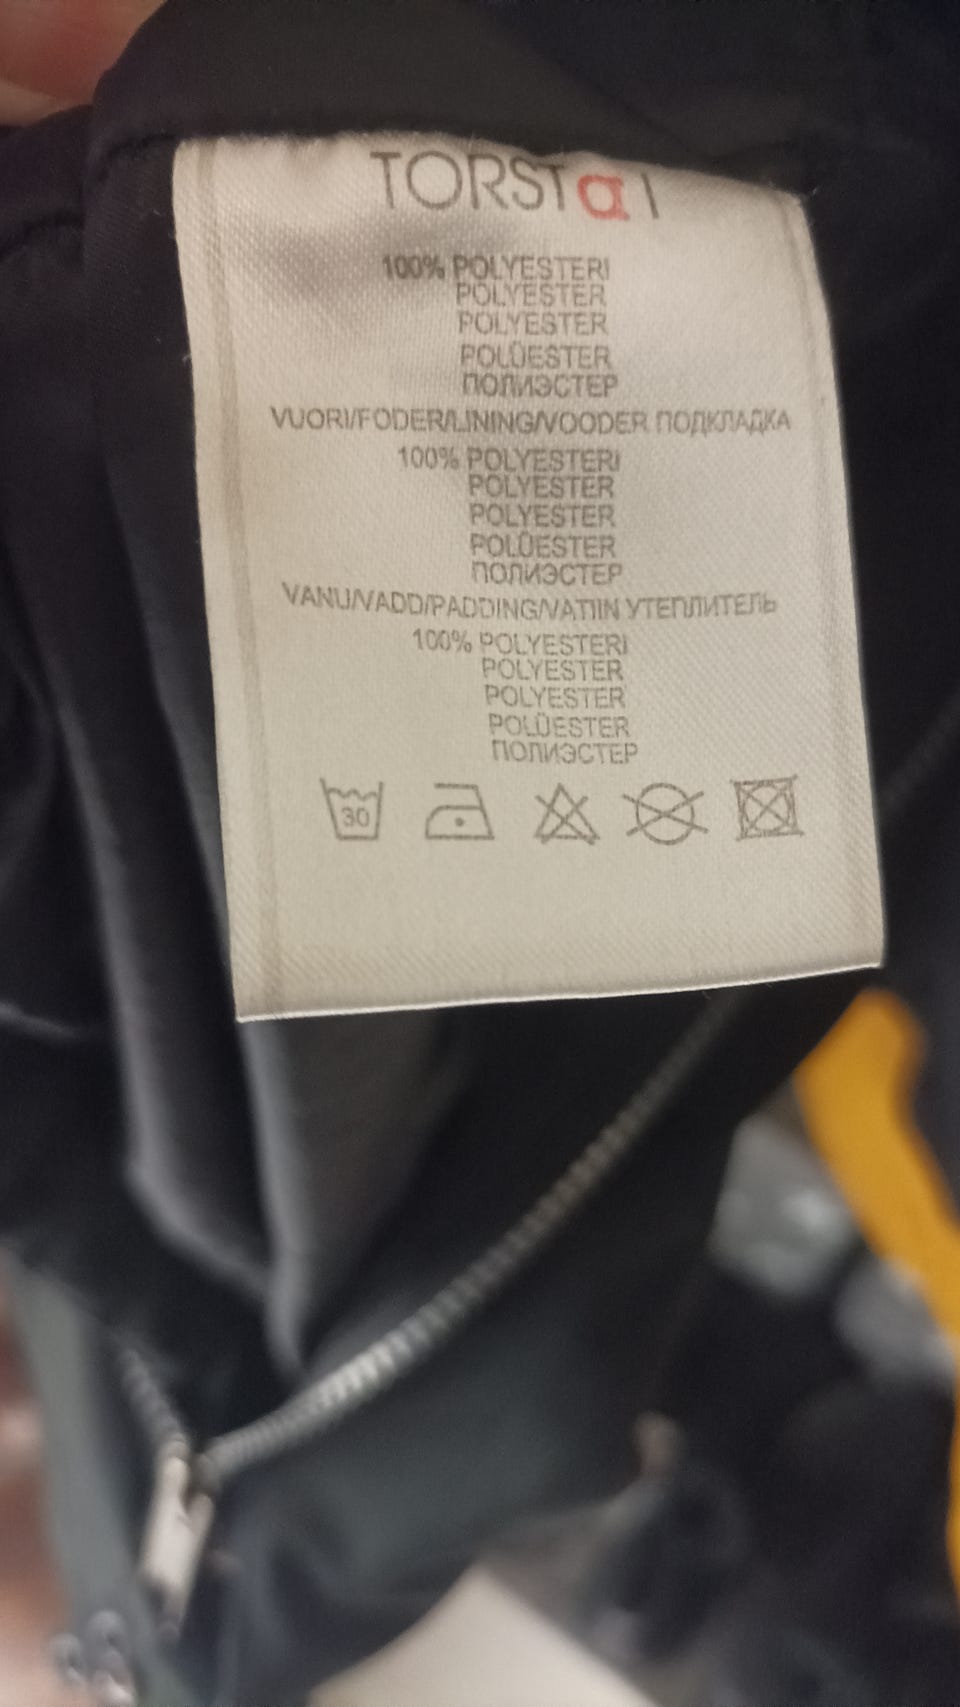 TORSTaI
100% POLYESTERI
POLYESTER
POLYESTER
POLÜESTER
ПОЛИЭСТЕР
VUORI/FODER/LINING/VOODER ПОДКЛАДКА
100% POLYESTERI
POLYESTER
POLYESTER
POLÜESTER
ПОЛИЭСТЕР
VANU/VADD/PADDING/VATIIN УТЕПЛИТЕЛЬ
100% POLYESTERI
POLYESTER
POLYESTER
POLÜESTER
ПОЛИЭСТЕР
30